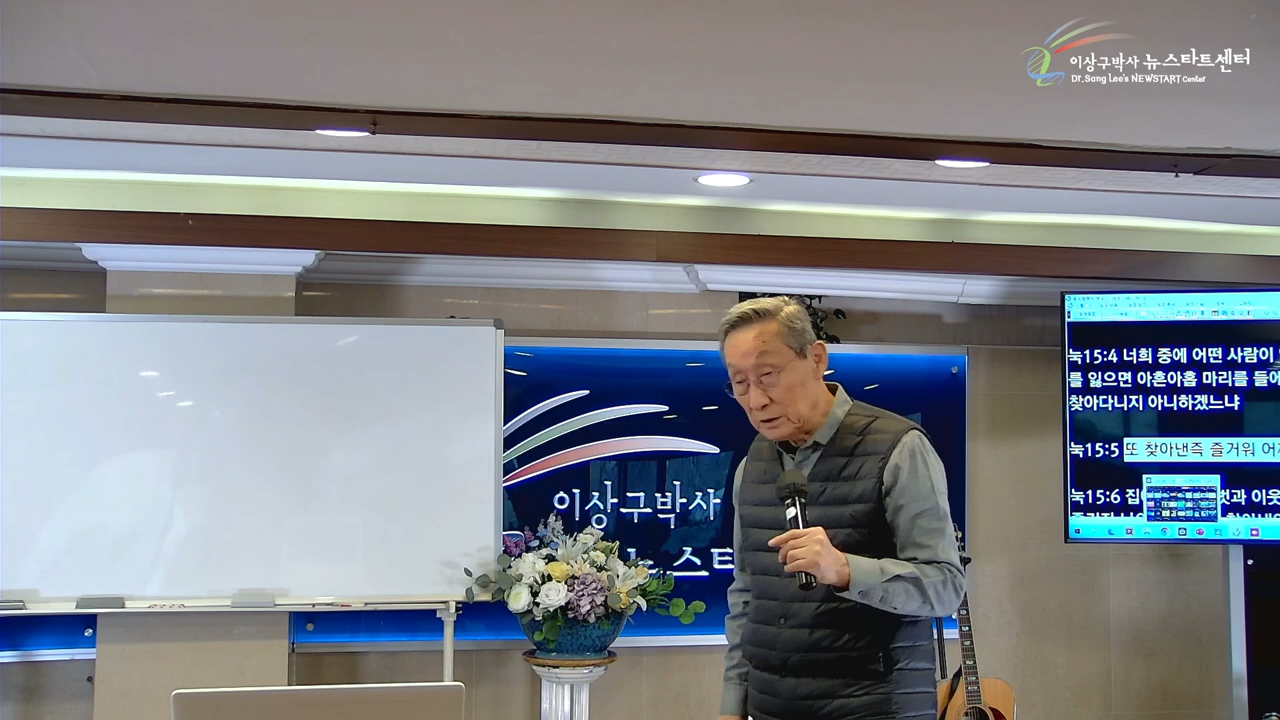 이상구박사 뉴스타트센터
Dr. Sang Lee's NEWSTART Center
이상구박사
뉴스타
눅15:4 너희 중에 어떤 사람이
를 잃으면 아흔아홉 마리를 들에
찾아다니지 아니하겠느냐
눅15:5 또 찾아낸즉 즐거워 어
눅15:6 집 벗과 이웃